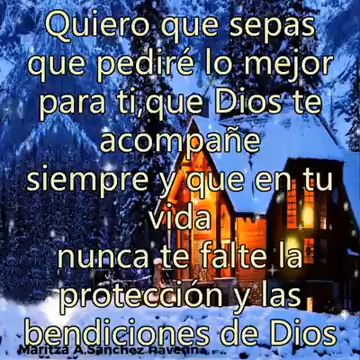 Quiero que sepas
que pediré lo mejor
para ti,que Dios te
acompañe
siempre y que en tu
vida
nunca te falte la
protección y las
bendiciones de Dios
Maritza A.Sanchez Ravenna